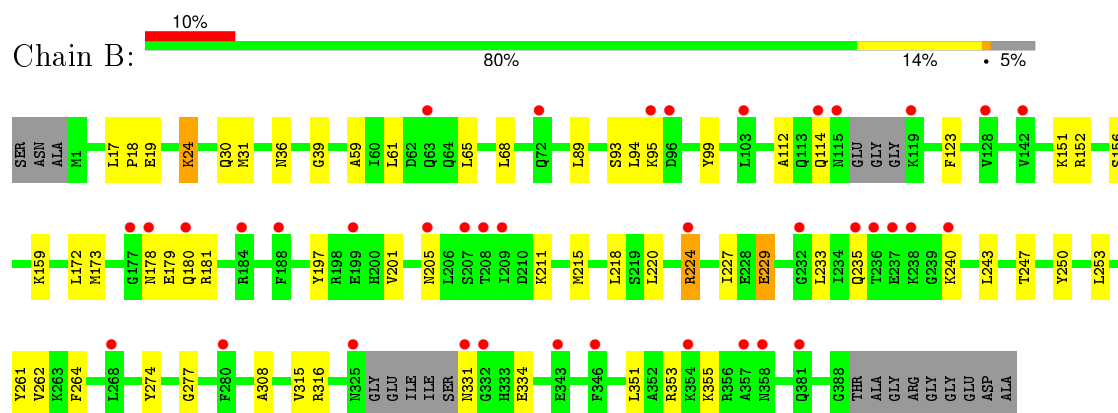 10%
Chain B:
80% 14% • 5%
SER ASN ALA M1 L17 P18 E19 K24 Q30 M31 N36 G39 A59 I60 L61 D62 Q63 Q64 L65 L68 Q72 L89 S93 L94 K95 D96 Y99 L103 A112 Q113 Q114 N115 GLU GLY GLY K119 F123 V128 V142 K151 R152 S156
K159 L172 M173 G177 N178 E179 Q180 R181 R184 F188 Y197 R198 E199 H200 V201 N205 L206 S207 T208 I209 D210 K211 M215 L218 S219 L220 R224 I227 E228 E229 G232 L233 I234 Q235 T236 E237 K238 G239 K240 L243 T247 Y250 L253
Y261 V262 K263 F264 L268 Y274 G277 F280 A308 V315 R316 N325 GLY GLU ILE ILE SER N331 G332 H333 E334 E343 F346 L351 A352 R353 K354 K355 R356 A357 N358 Q381 G388 THR ALA GLY ARG GLY GLY GLU ASP ALA